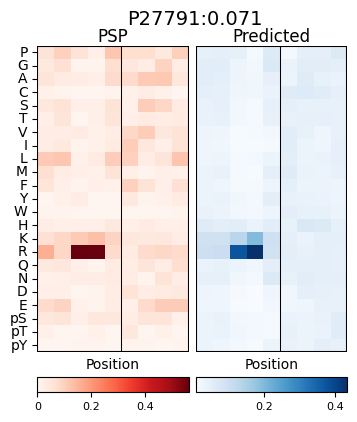 P27791:0.071
PSP Predicted
P
G
A
C
S
T
V
I
L
M
F
Y
W
H
K
R
Q
N
D
E
pS
pT
pY
Position Position
0 0.2 0.4 0.2 0.4